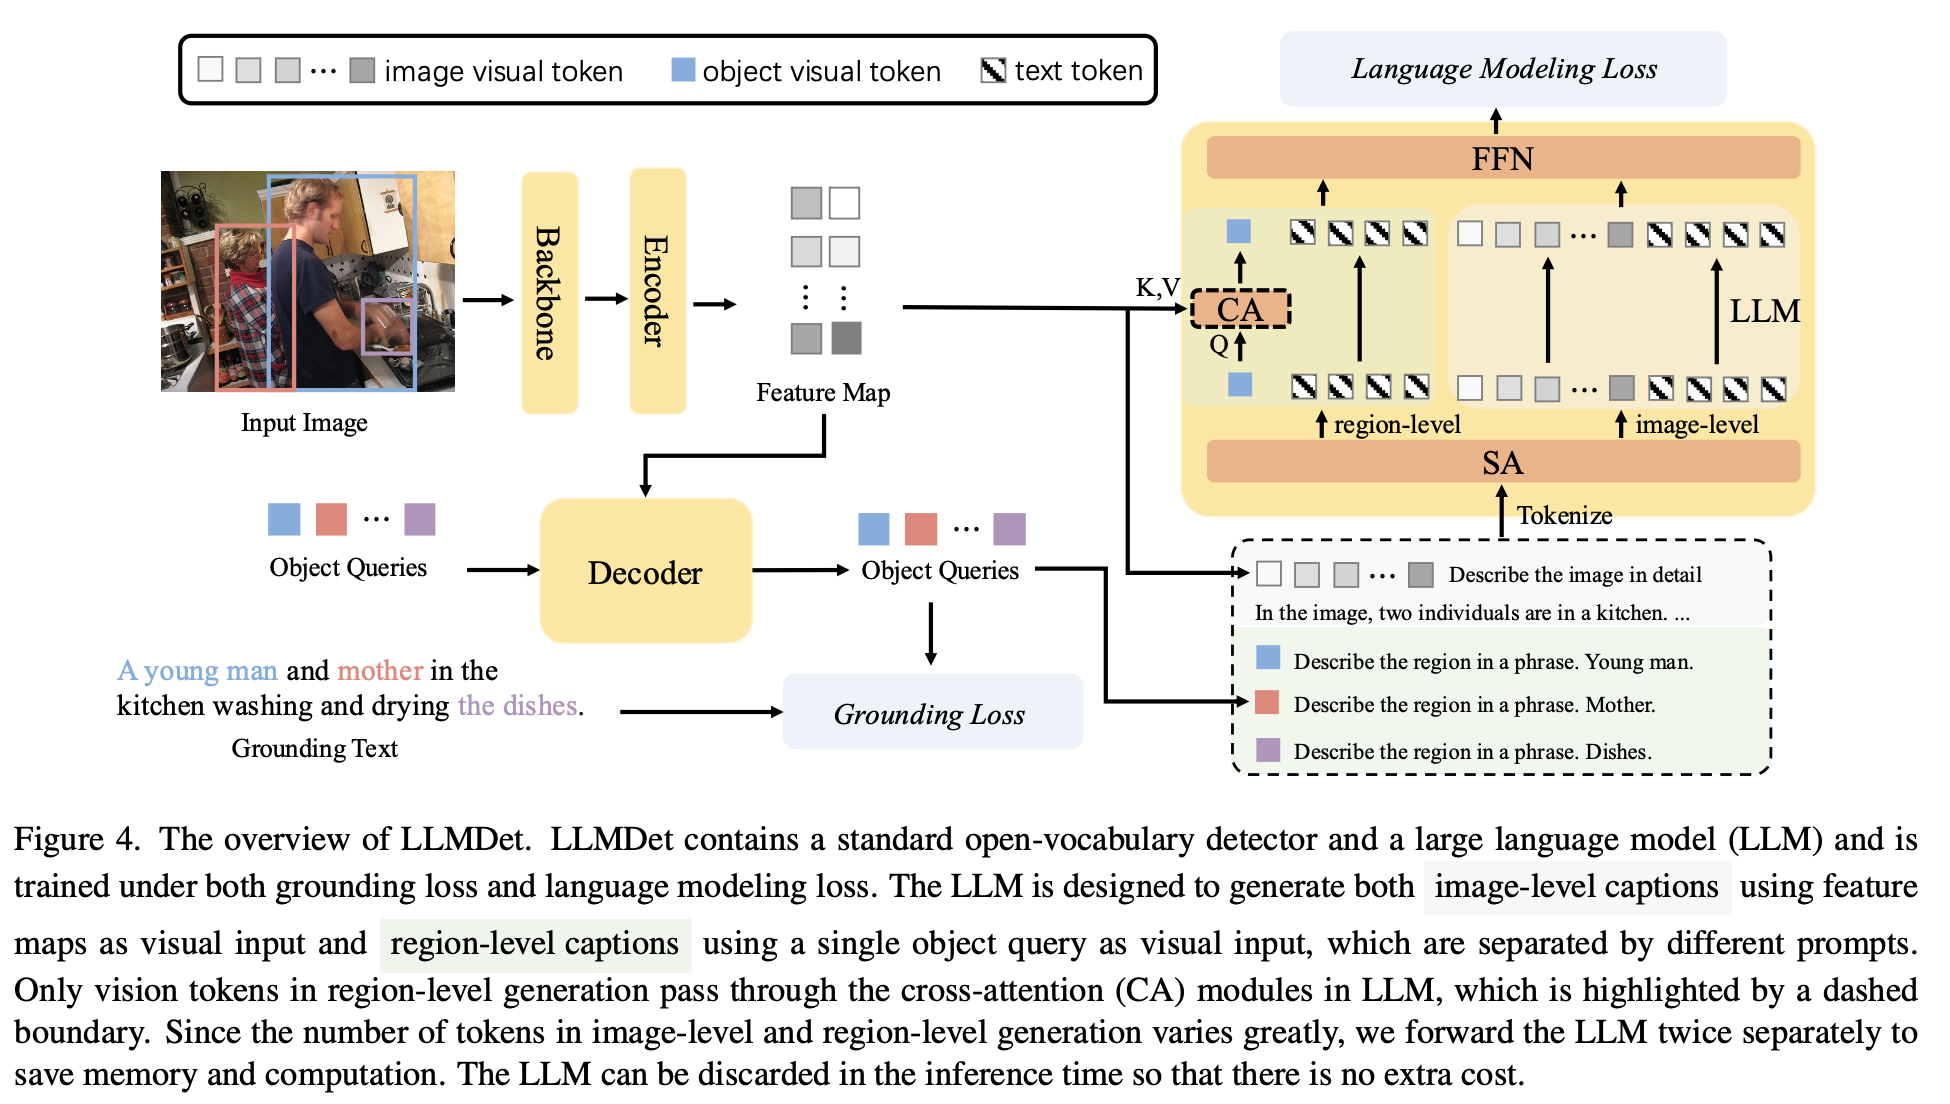 image visual token
object visual token
text token
Language Modeling Loss
FFN
K,V
CA
Q
LLM
region-level
image-level
SA
Tokenize
Input Image
Backbone
Encoder
Feature Map
Object Queries
Decoder
Object Queries
A young man and mother in the
kitchen washing and drying the dishes.
Grounding Text
Grounding Loss
Describe the image in detail
In the image, two individuals are in a kitchen. ...
Describe the region in a phrase. Young man.
Describe the region in a phrase. Mother.
Describe the region in a phrase. Dishes.
Figure 4. The overview of LLMDet. LLMDet contains a standard open-vocabulary detector and a large language model (LLM) and is
trained under both grounding loss and language modeling loss. The LLM is designed to generate both image-level captions using feature
maps as visual input and region-level captions using a single object query as visual input, which are separated by different prompts.
Only vision tokens in region-level generation pass through the cross-attention (CA) modules in LLM, which is highlighted by a dashed
boundary. Since the number of tokens in image-level and region-level generation varies greatly, we forward the LLM twice separately to
save memory and computation. The LLM can be discarded in the inference time so that there is no extra cost.